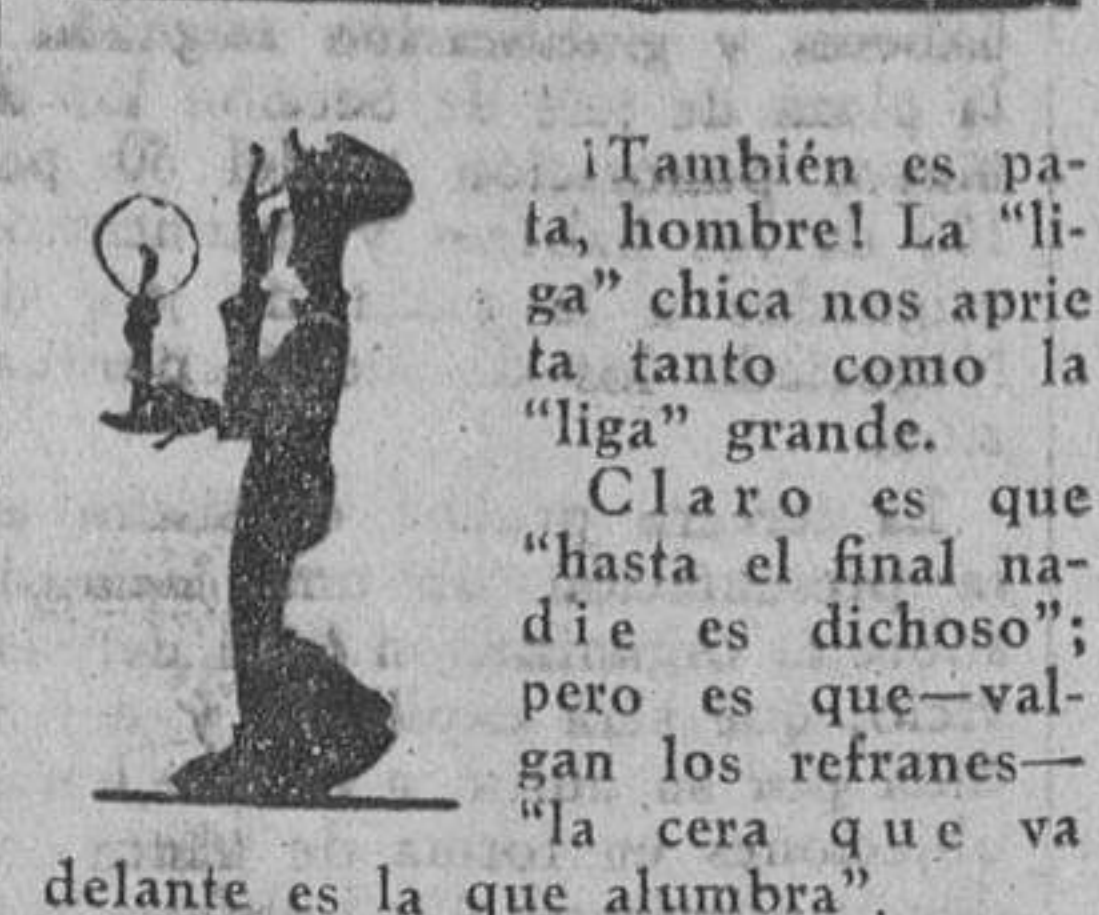 ¡También es pa-
ta, hombre! La “li-
ga” chica nos aprie
ta tanto como la
“liga” grande.
Claro es que
“hasta el final na-
die es dichoso”;
pero es que—val-
gan los refranes—
“la cera que va
delante es la que alumbra”.